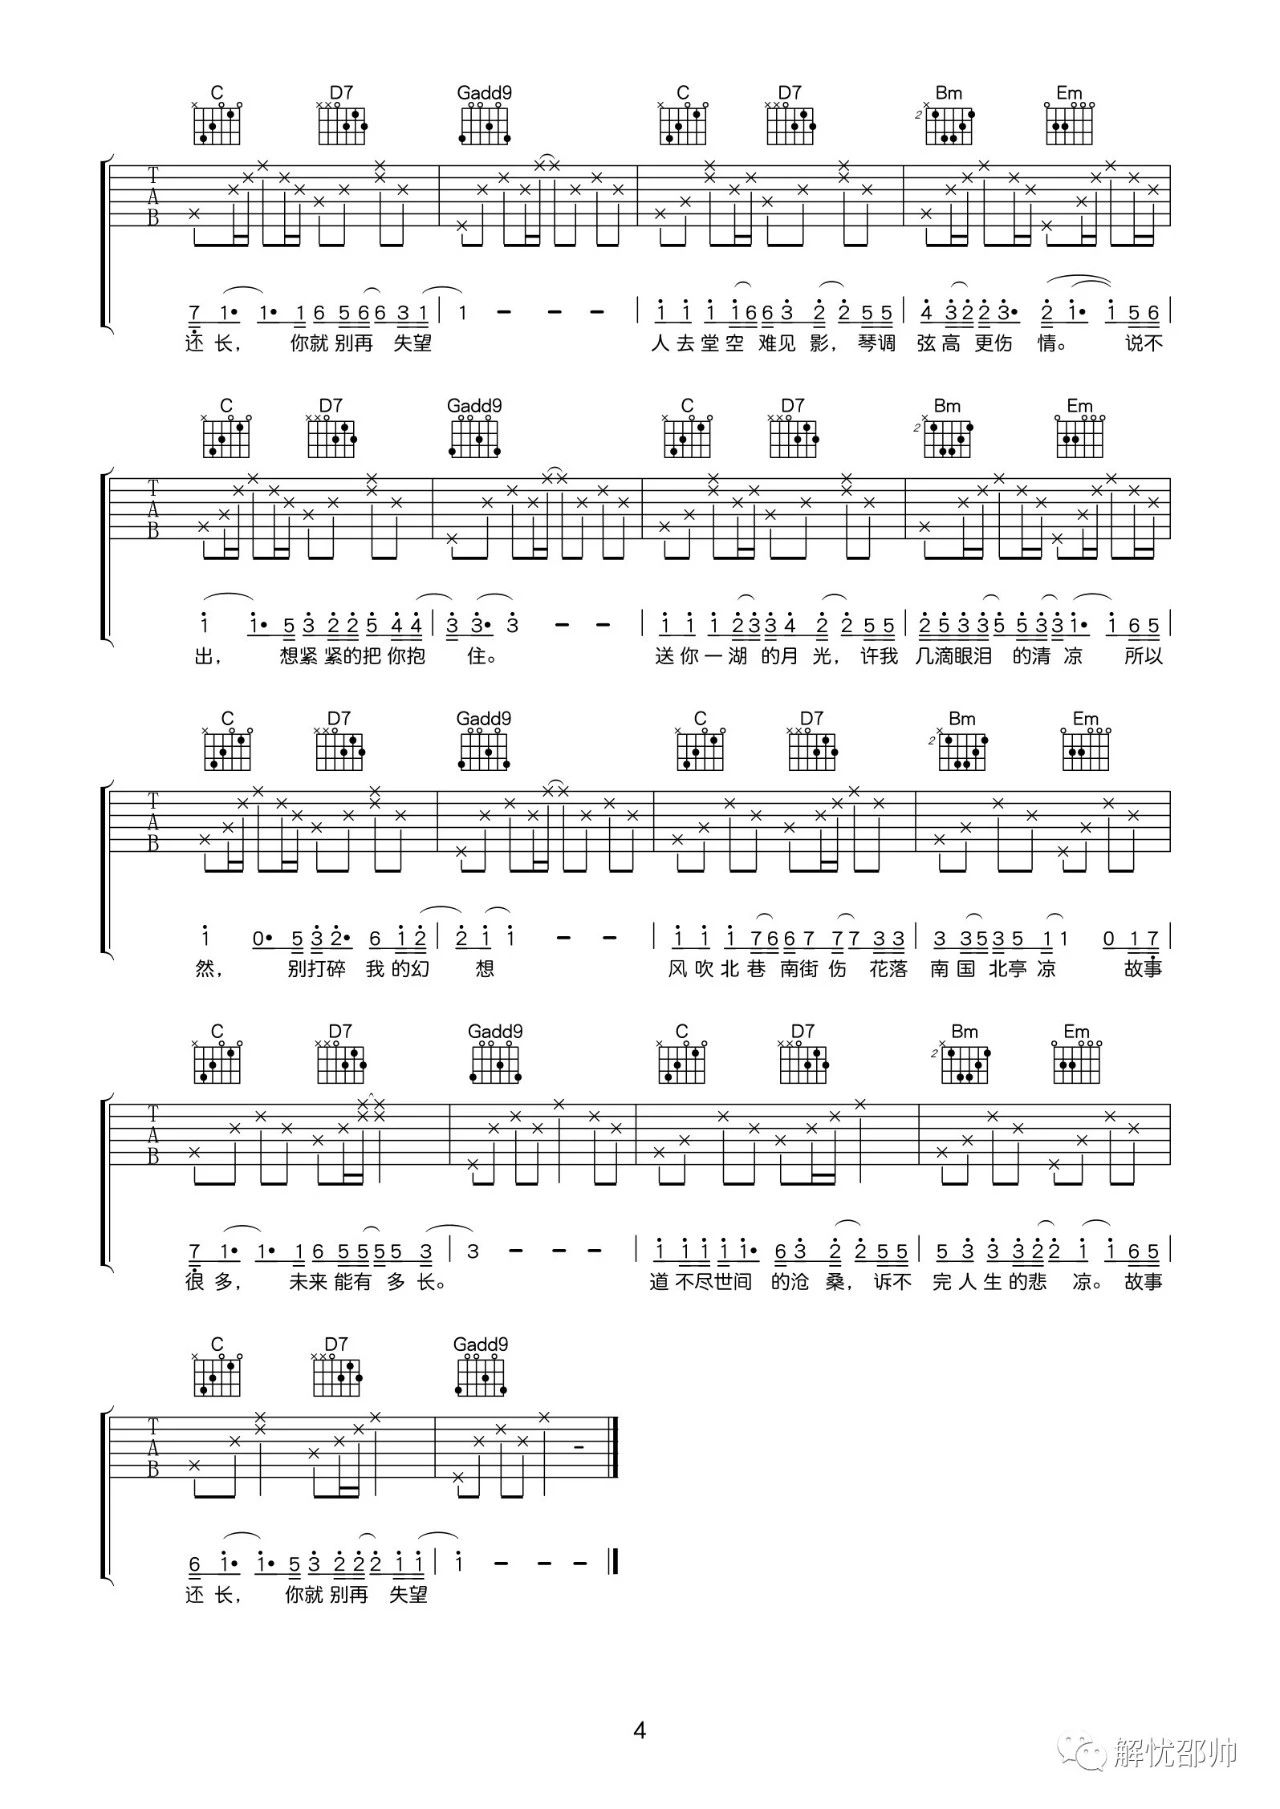 C D7 Gadd9 C D7 Bm Em
2
T
A
B
7 1• 1• 1 6 5 6 6 3 1 | 1 – – – | 1 1 1 1 6 6 3 2 2 5 5 | 4 3 2 2 3• 2 1• 1 5 6 |
还 长， 你就 别再 失望 人 去 堂 空 难见 影， 琴调 弦高 更伤 情。 说不
C D7 Gadd9 C D7 Bm Em
2
T
A
B
1 1• 5 3 2 2 5 4 4 | 3 3• 3 – – | 1 1 1 2 3 3 4 2 2 5 5 | 2 5 3 3 5 5 3 3 1• 1 6 5 |
出， 想紧 紧的把 你抱 住。 送 你 一 湖 的月 光， 许我 几滴眼泪 的清 凉 所以
C D7 Gadd9 C D7 Bm Em
2
T
A
B
1 0• 5 3 2• 6 1 2 | 2 1 1 – – | 1 1 1 7 6 6 7 7 7 3 3 | 3 3 5 3 5 1 1 0 1 7 |
然， 别打碎 我 的幻 想 风 吹 北 巷 南街 伤 花落 南 国 北亭 凉 故事
C D7 Gadd9 C D7 Bm Em
2
T
A
B
7 1• 1• 1 6 5 5 5 5 3 | 3 – – – | 1 1 1 1 1• 6 3 2 2 5 5 | 5 3 3 3 2 2 1 1 6 5 |
很 多， 未来 能有 多长。 道 不尽世间 的沧 桑， 诉不 完 人 生 的悲 凉。 故事
C D7 Gadd9
T
A
B
6 1• 1• 5 3 2 2 2 1 1 | 1 – – –
还 长， 你就 别再 失望
4
解忧邵帅